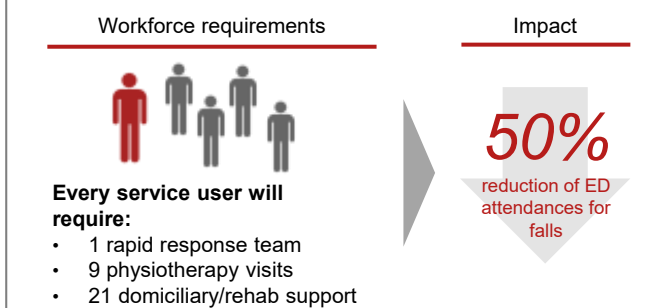 Workforce requirements
Every service user will
require:
• 1 rapid response team
• 9 physiotherapy visits
• 21 domiciliary/rehab support
Impact
50%
reduction of ED
attendances for
falls